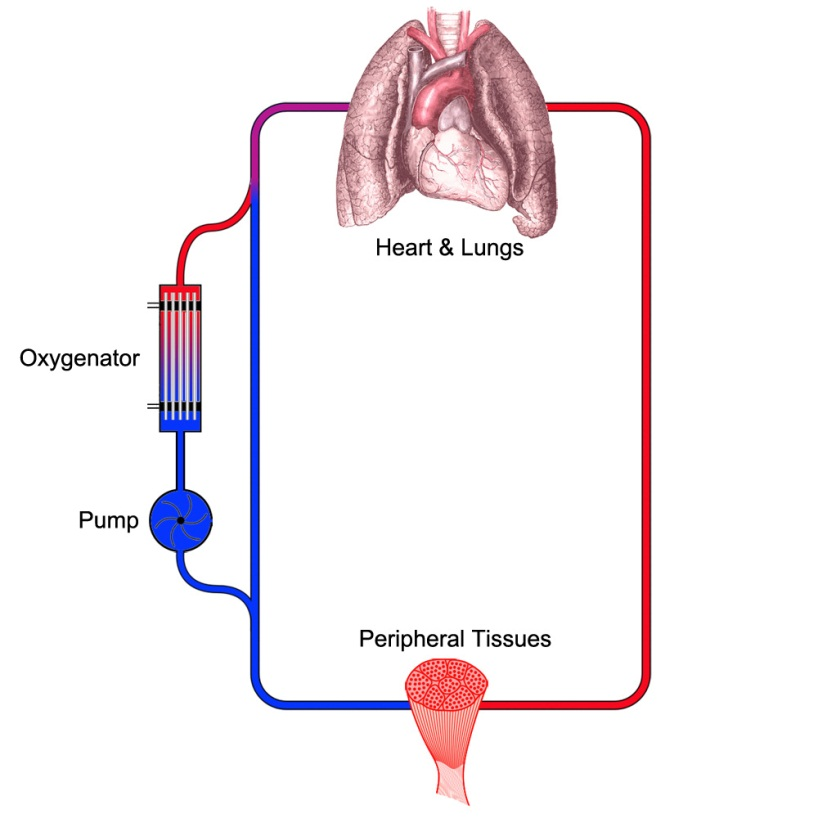 Heart & Lungs
Oxygenator
Pump
Peripheral Tissues